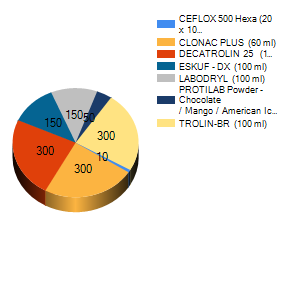 CEFLOX 500 Hexa (20
x 10...
CLONAC PLUS (60 ml)
DECATROLIN 25 (1...
ESKUF - DX (100 ml)
LABODRYL (100 ml)
PROTILAB Powder -
Chocolate
/ Mango / American Ic...
TROLIN-BR (100 ml)
150
50
150
300
300
10
300